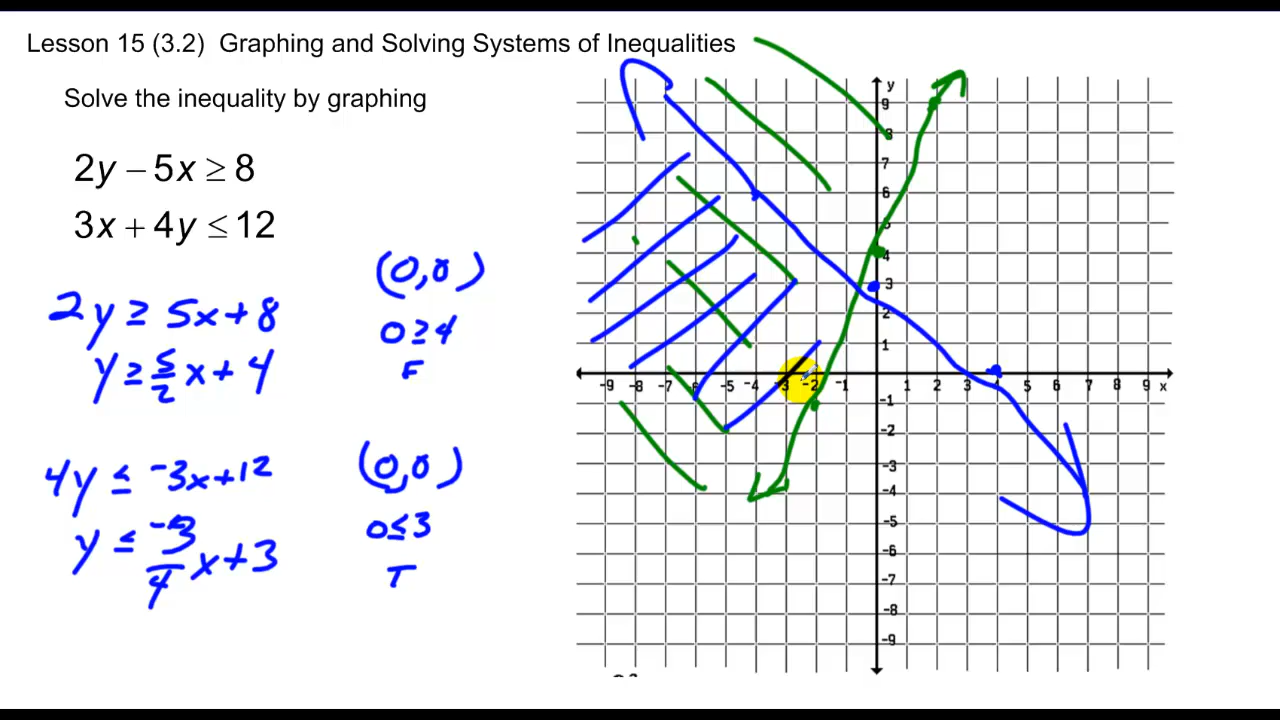 Lesson 15 (3.2)  Graphing and Solving Systems of Inequalities
Solve the inequality by graphing
2y − 5x ≥ 8
3x + 4y ≤ 12
2y ≥ 5x+8
y ≥ 5/2 x + 4
(0,0)
0 ≥ 4
F
4y ≤ -3x+12
y ≤ -3/4 x+3
(0,0)
0 ≤ 3
T
y
9
8
7
6
5
4
3
2
1
-9 -8 -7 -6 -5 -4 -3 -2 -1 1 2 3 4 5 6 7 8 9 x
-1
-2
-3
-4
-5
-6
-7
-8
-9